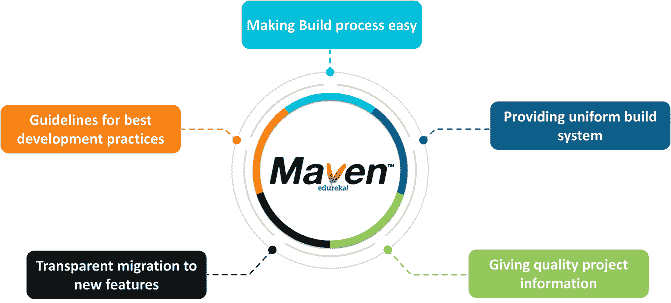 Making Build process easy
Guidelines for best
development practices
Providing uniform build
system
Maven™
edureka!
Transparent migration to
new features
Giving quality project
information